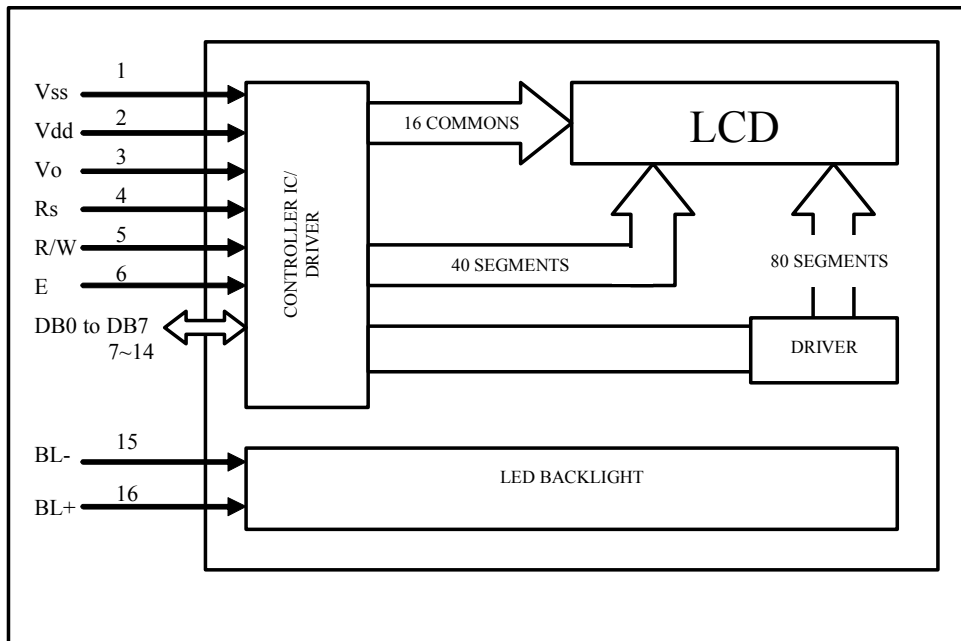 Vss 1
Vdd 2
Vo 3
Rs 4
R/W 5
E 6
DB0 to DB7
7~14
BL- 15
BL+ 16
CONTROLLER IC/
DRIVER
16 COMMONS
LCD
40 SEGMENTS
80 SEGMENTS
DRIVER
LED BACKLIGHT